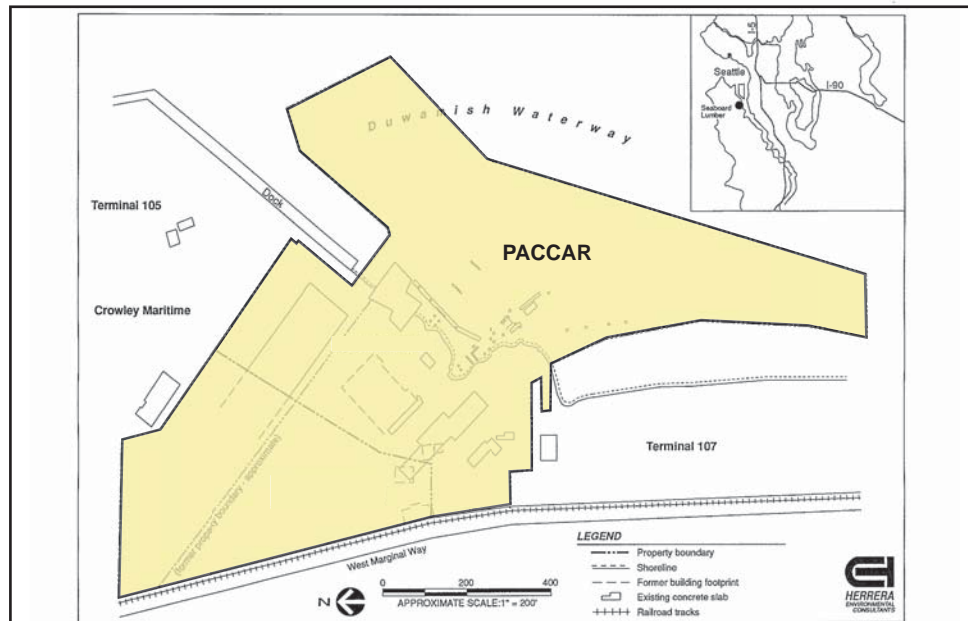 I-5
Seattle
I-90
Seaboard
Lumber
Duwamish Waterway
Dock
Terminal 105
PACCAR
Crowley Maritime
(former property boundary - approximate)
Terminal 107
West Marginal Way
N
0 200 400
APPROXIMATE SCALE:1" = 200'
LEGEND
Property boundary
Shoreline
Former building footprint
Existing concrete slab
Railroad tracks
HERRERA
ENVIRONMENTAL
CONSULTANTS